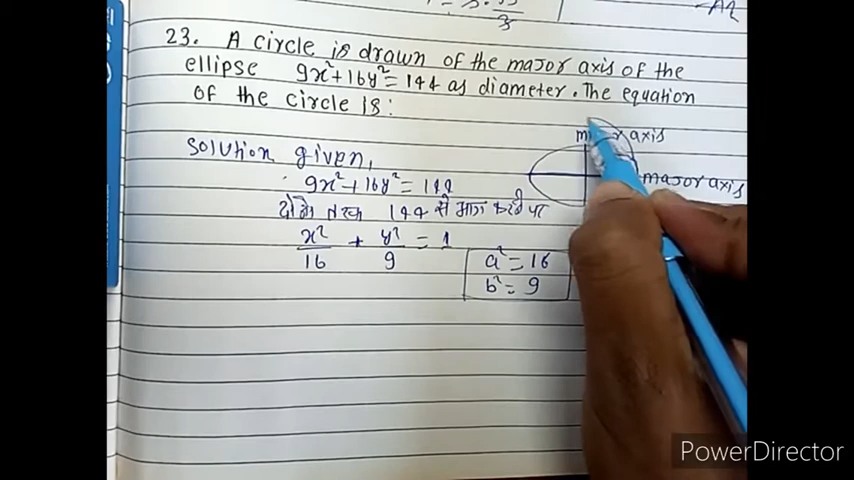 3
23. A circle is drawn of the major axis of the
ellipse 9x²+16y²=144 as diameter. The equation
of the circle is:
minor axis
Solution given,
9x²+16y²=144
major axis
दोनो तरफ 144 से भाग करने पर
x²/16 + y²/9 = 1
a²=16
b²=9
PowerDirector